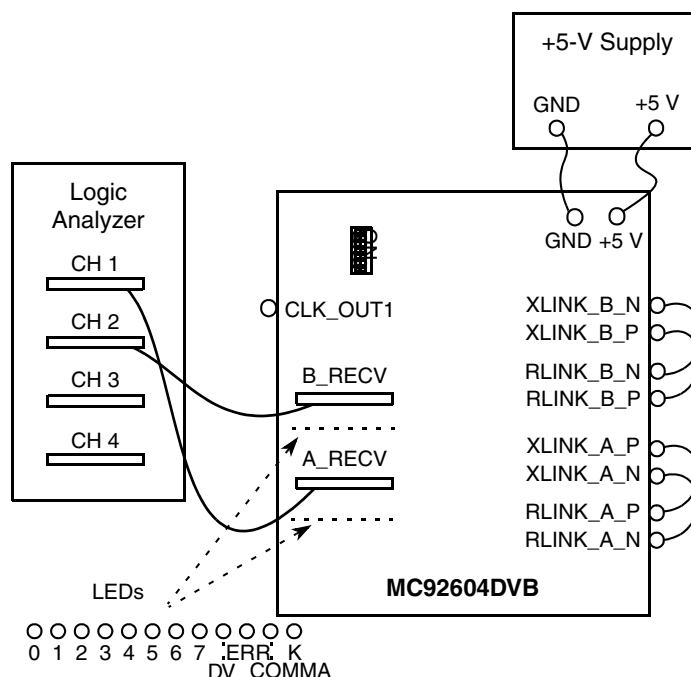 +5-V Supply
GND +5 V
Logic
Analyzer
CH 1
CH 2
CH 3
CH 4
GND +5 V
CLK_OUT1
XLINK_B_N
XLINK_B_P
RLINK_B_N
RLINK_B_P
B_RECV
A_RECV
XLINK_A_P
XLINK_A_N
RLINK_A_P
RLINK_A_N
LEDs
MC92604DVB
0 1 2 3 4 5 6 7 ERR K
DV COMMA